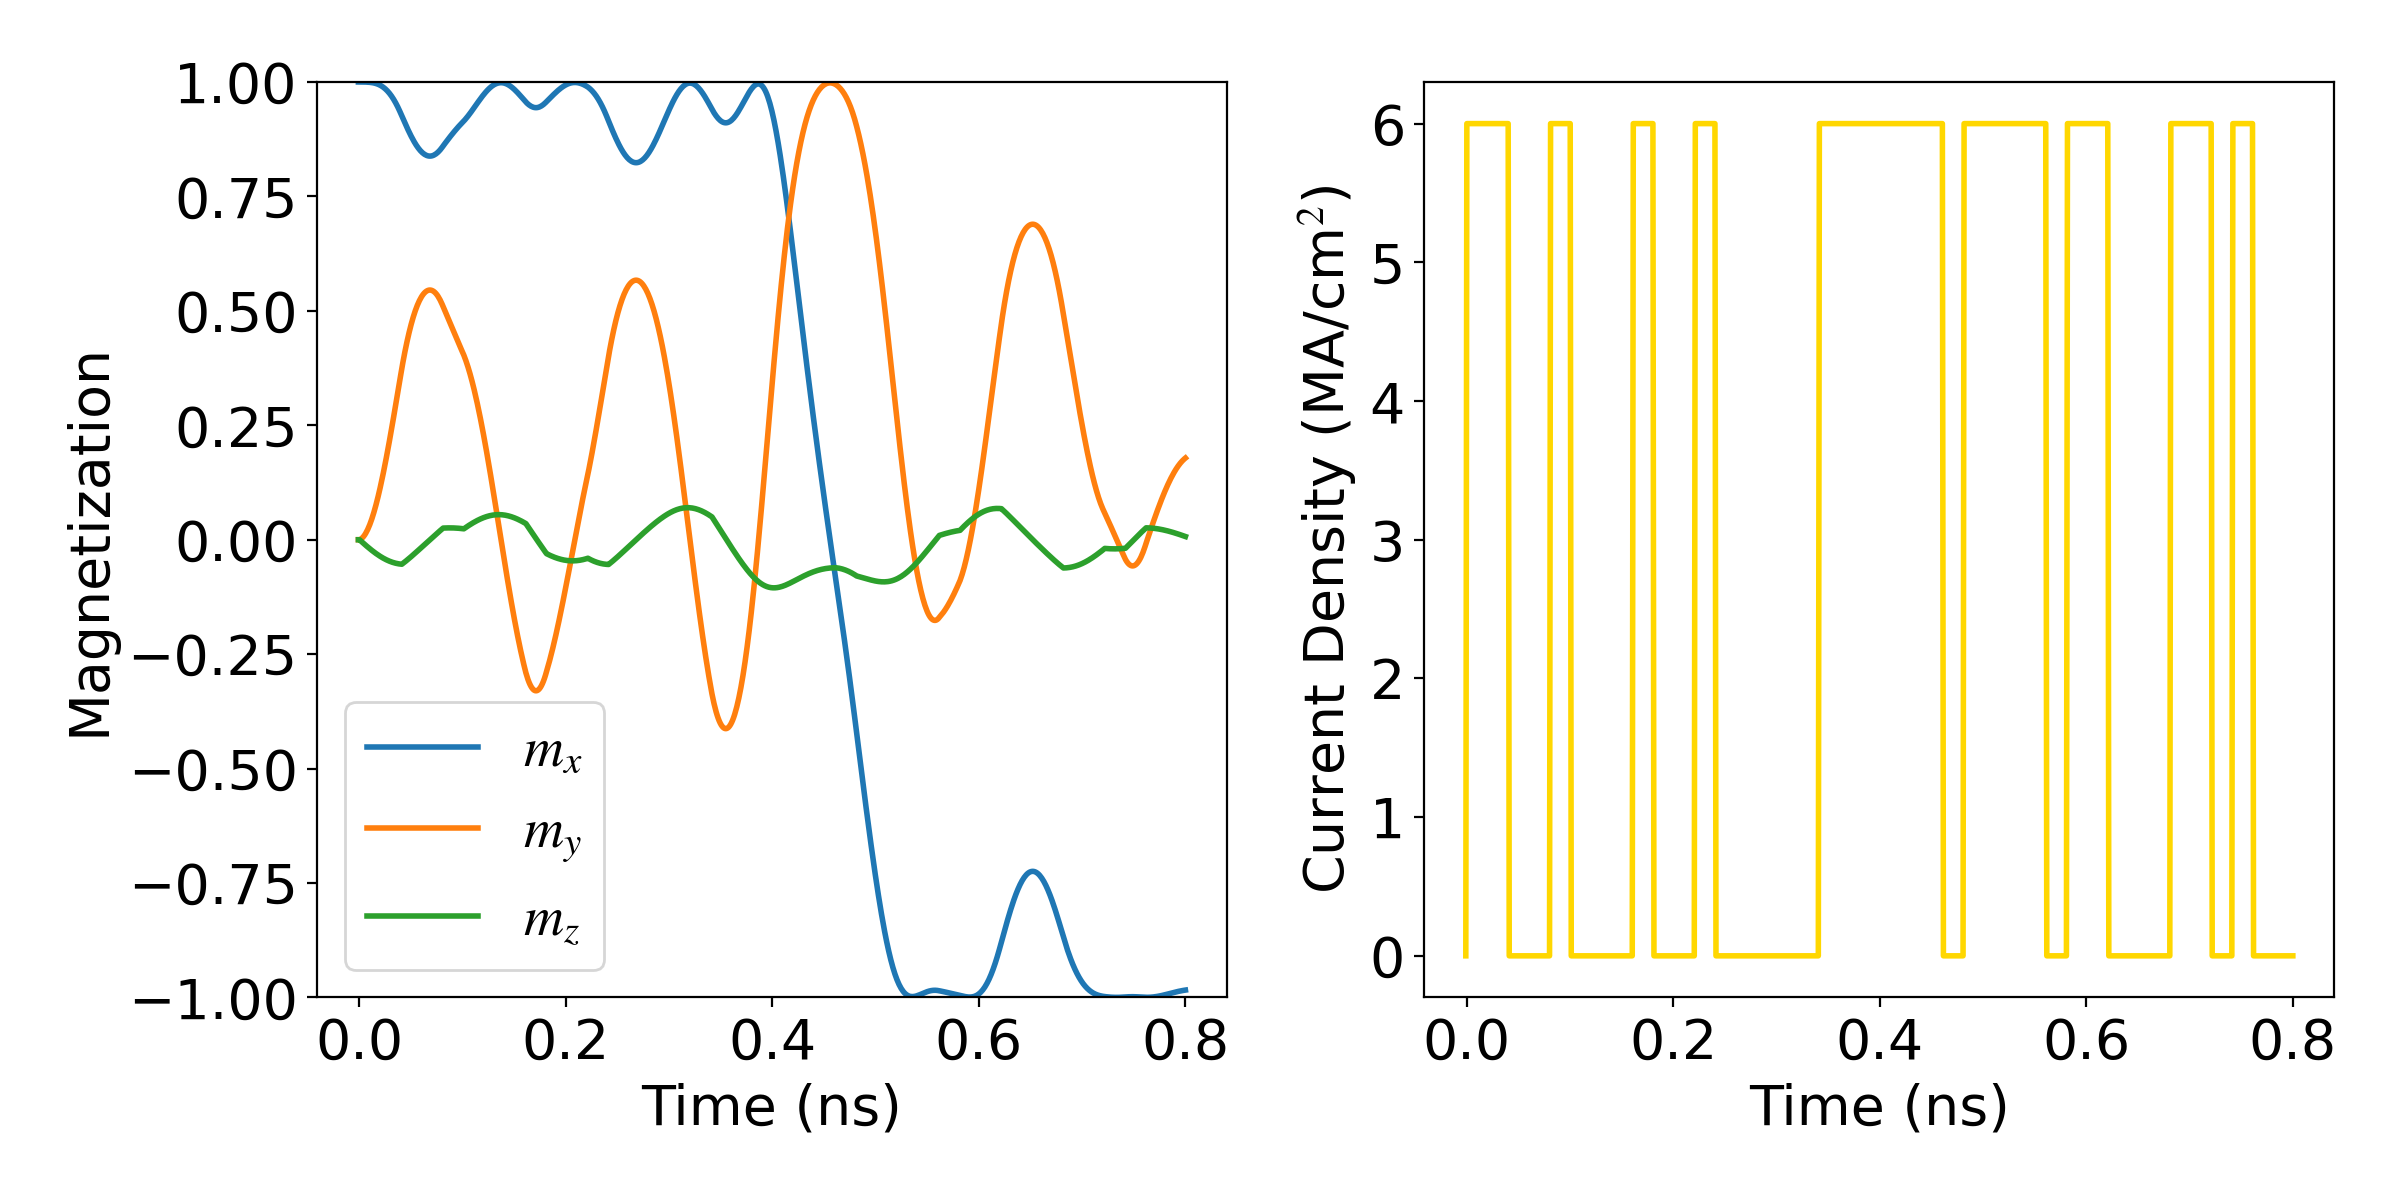 Magnetization
1.00
0.75
0.50
0.25
0.00
−0.25
−0.50
−0.75
−1.00
0.0 0.2 0.4 0.6 0.8
Time (ns)
m_x
m_y
m_z
Current Density (MA/cm²)
6
5
4
3
2
1
0
0.0 0.2 0.4 0.6 0.8
Time (ns)